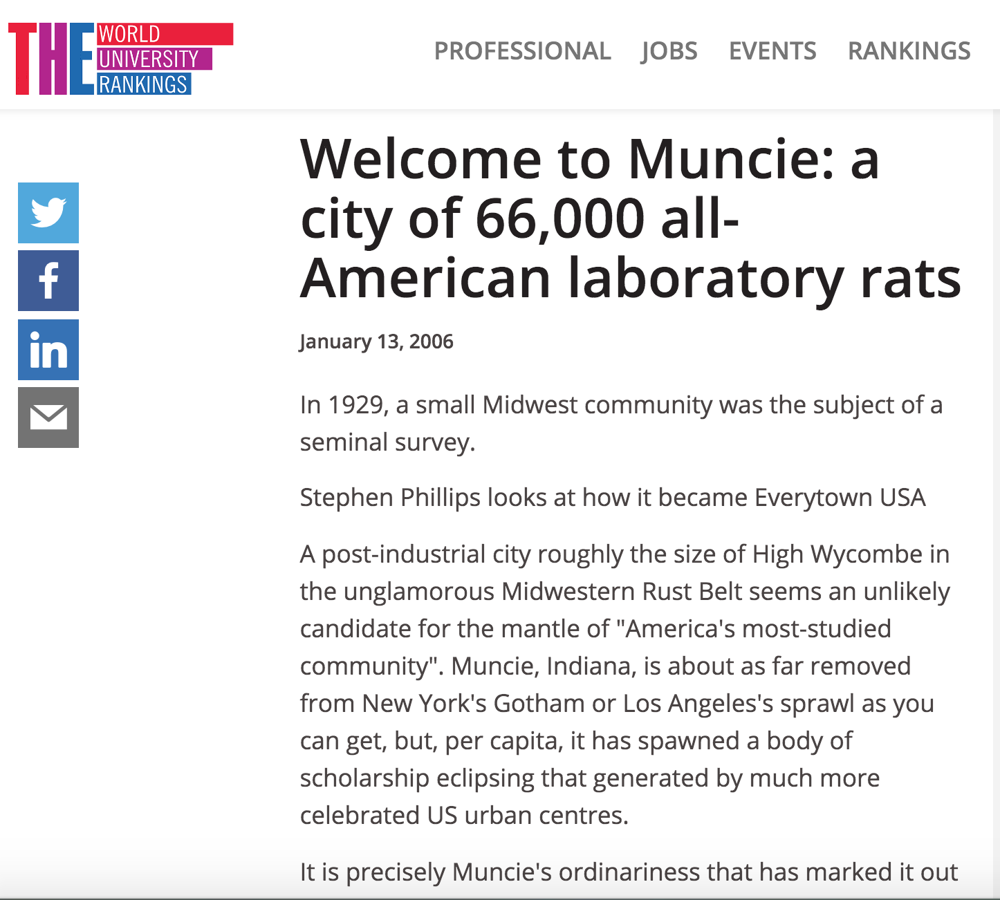 THE WORLD
UNIVERSITY
RANKINGS
PROFESSIONAL JOBS EVENTS RANKINGS
Welcome to Muncie: a
city of 66,000 all-
American laboratory rats
January 13, 2006
In 1929, a small Midwest community was the subject of a
seminal survey.
Stephen Phillips looks at how it became Everytown USA
A post-industrial city roughly the size of High Wycombe in
the unglamorous Midwestern Rust Belt seems an unlikely
candidate for the mantle of "America's most-studied
community". Muncie, Indiana, is about as far removed
from New York's Gotham or Los Angeles's sprawl as you
can get, but, per capita, it has spawned a body of
scholarship eclipsing that generated by much more
celebrated US urban centres.
It is precisely Muncie's ordinariness that has marked it out